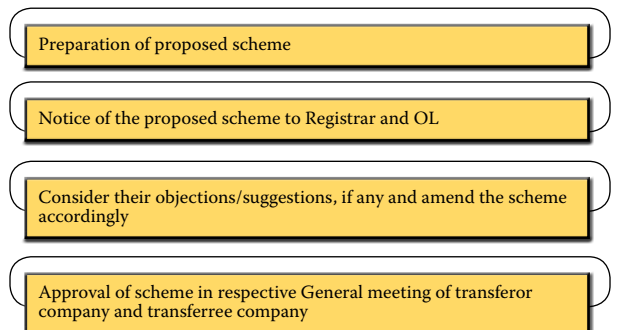 Preparation of proposed scheme
Notice of the proposed scheme to Registrar and OL
Consider their objections/suggestions, if any and amend the scheme
accordingly
Approval of scheme in respective General meeting of transferor
company and transferree company